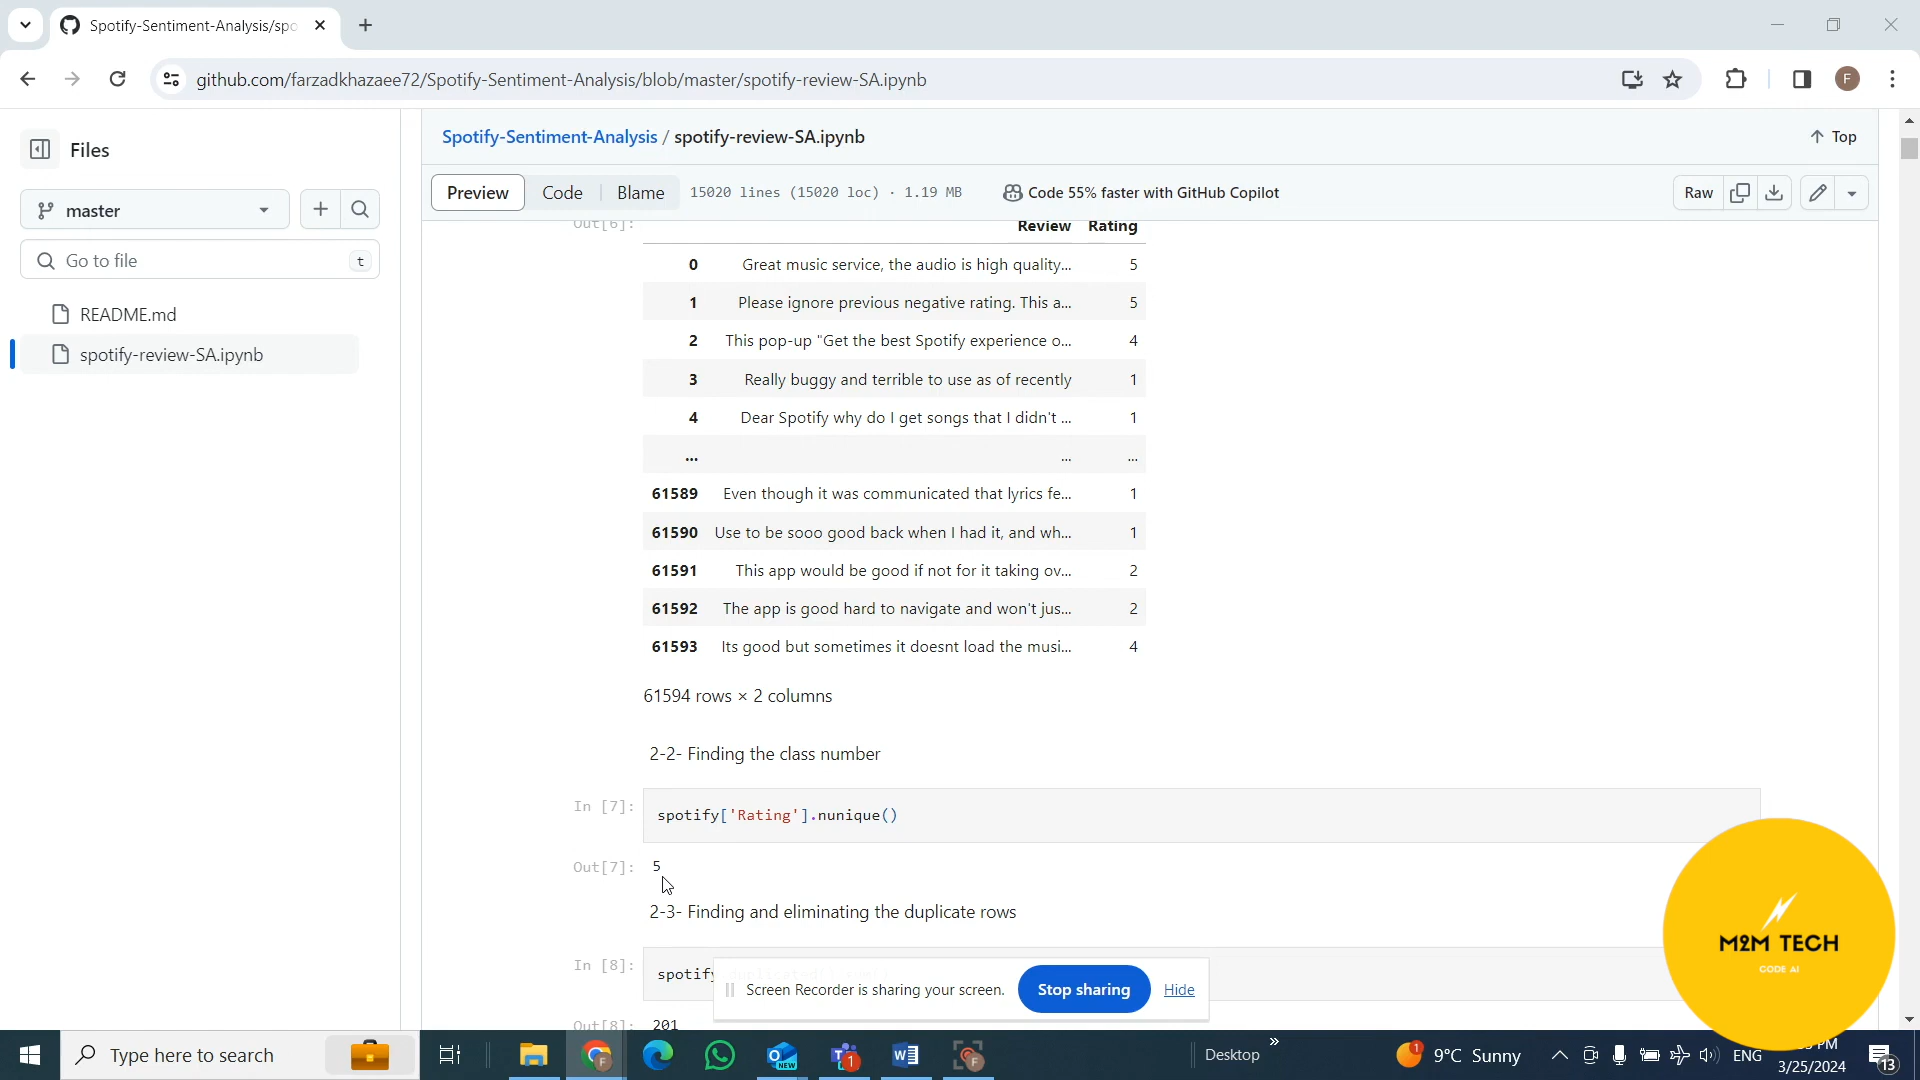 Spotify-Sentiment-Analysis/spo
github.com/farzadkhazaee72/Spotify-Sentiment-Analysis/blob/master/spotify-review-SA.ipynb
F
Files
master
Go to file
t
README.md
spotify-review-SA.ipynb
Spotify-Sentiment-Analysis / spotify-review-SA.ipynb
Top
Preview
Code
Blame
15020 lines (15020 loc) · 1.19 MB
Code 55% faster with GitHub Copilot
Raw
Out[6]:
Review Rating
0 Great music service, the audio is high quality... 5
1 Please ignore previous negative rating. This a... 5
2 This pop-up "Get the best Spotify experience o... 4
3 Really buggy and terrible to use as of recently 1
4 Dear Spotify why do I get songs that I didn't ... 1
... ... ...
61589 Even though it was communicated that lyrics fe... 1
61590 Use to be sooo good back when I had it, and wh... 1
61591 This app would be good if not for it taking ov... 2
61592 The app is good hard to navigate and won't jus... 2
61593 Its good but sometimes it doesnt load the musi... 4
61594 rows × 2 columns
2-2- Finding the class number
In [7]:
spotify['Rating'].nunique()
Out[7]:
5
2-3- Finding and eliminating the duplicate rows
In [8]:
spotify
Out[8]:
201
Screen Recorder is sharing your screen.
Stop sharing
Hide
M2M TECH
CODE AI
Type here to search
Desktop
9°C Sunny
ENG
PM
3/25/2024
13